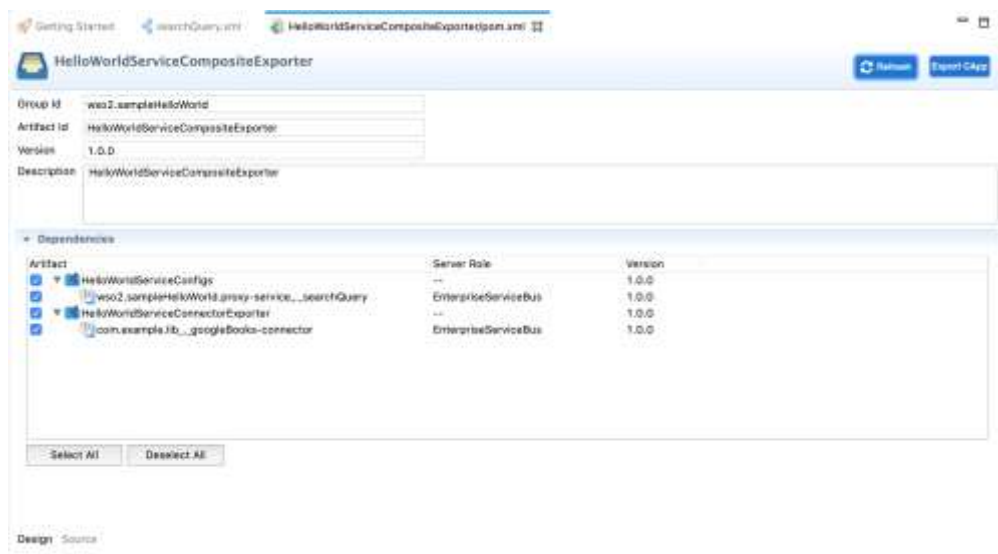 Getting Started searchQuery.xml HelloWorldServiceCompositeExporter/pom.xml
HelloWorldServiceCompositeExporter
Refresh Export CApp
Group Id wso2.sampleHelloWorld
Artifact Id HelloWorldServiceCompositeExporter
Version 1.0.0
Description HelloWorldServiceCompositeExporter
Dependencies
Artifact Server Role Version
HelloWorldServiceConfigs -- 1.0.0
wso2.sampleHelloWorld.proxy-service_._searchQuery EnterpriseServiceBus 1.0.0
HelloWorldServiceConnectorExporter -- 1.0.0
com.example.lib_._googleBooks-connector EnterpriseServiceBus 1.0.0
Select All Deselect All
Design Source